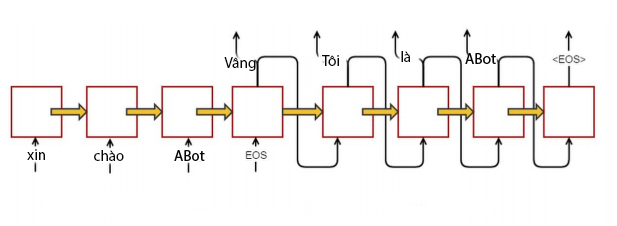 Vâng Tôi là ABot <EOS>
xin chào ABot EOS